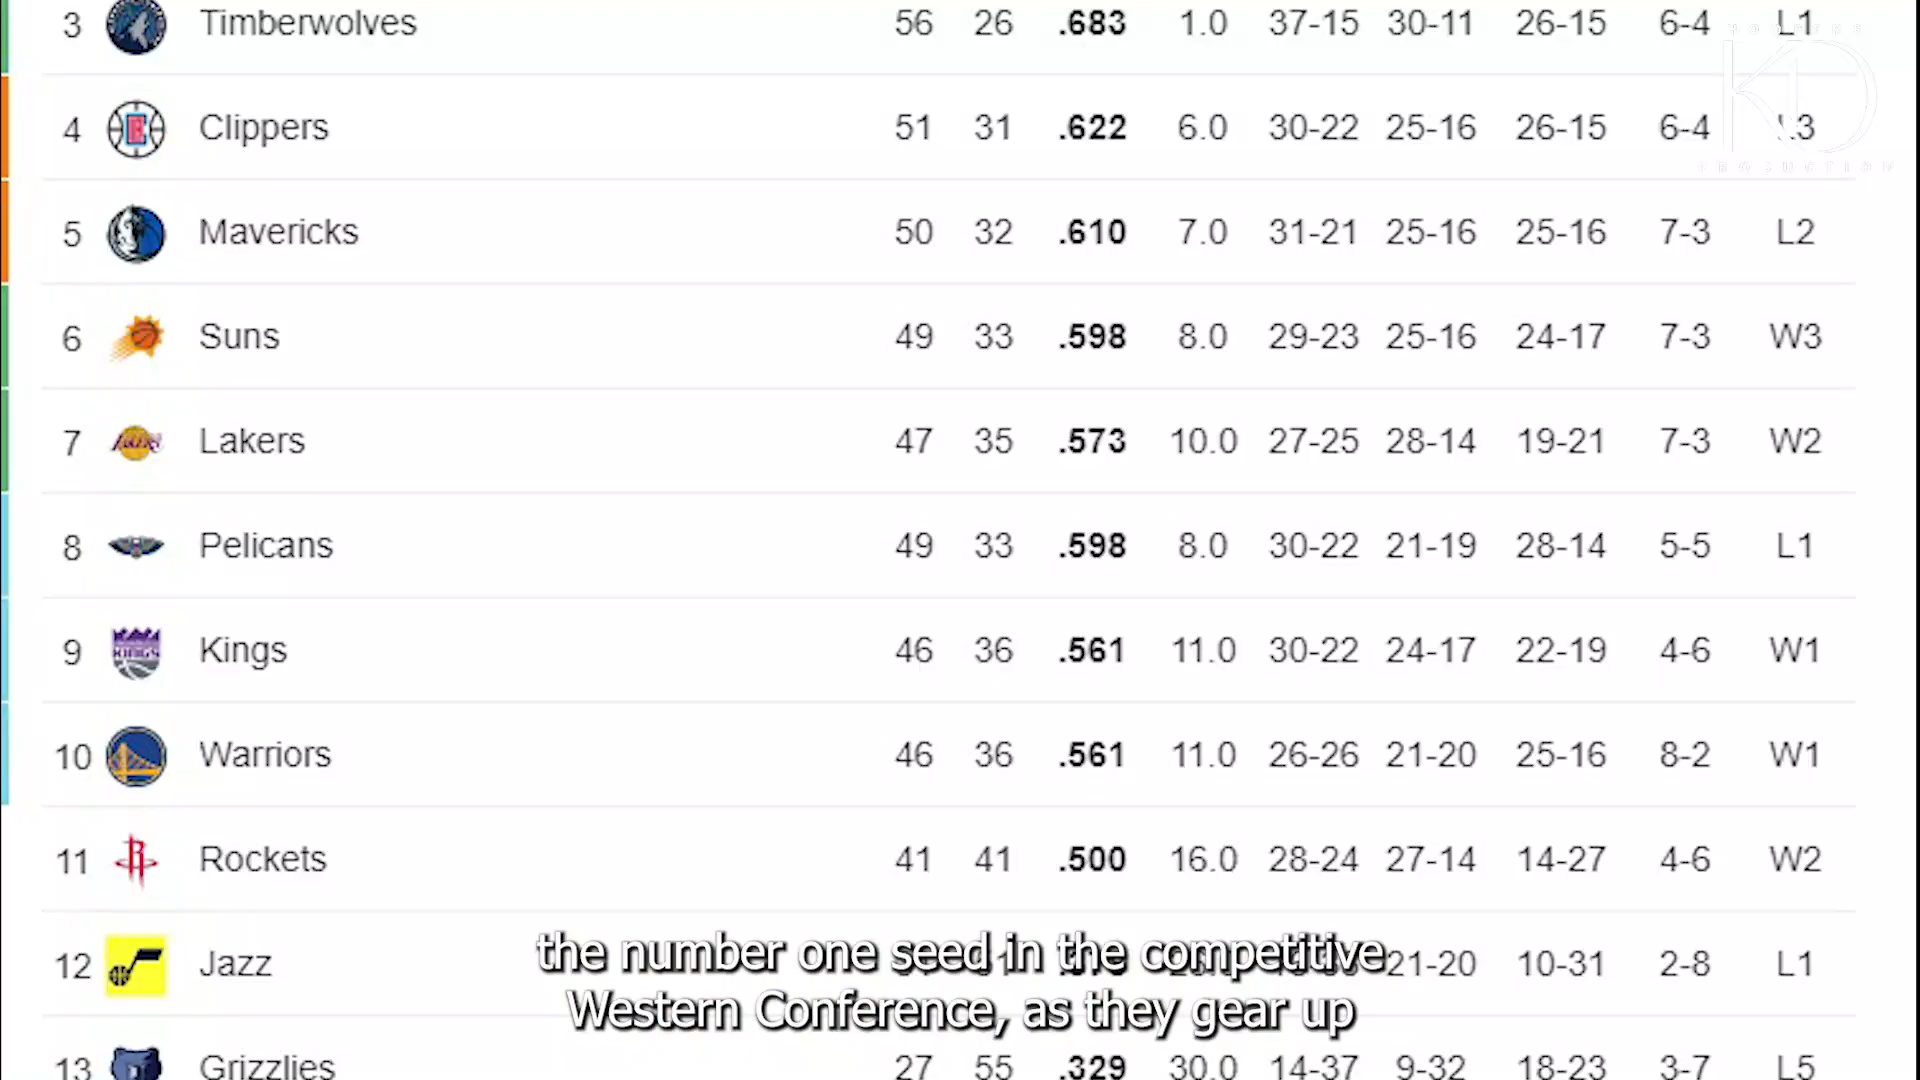 3 Timberwolves 56 26 .683 1.0 37-15 30-11 26-15 6-4 L1
4 Clippers 51 31 .622 6.0 30-22 25-16 26-15 6-4 L3
5 Mavericks 50 32 .610 7.0 31-21 25-16 25-16 7-3 L2
6 Suns 49 33 .598 8.0 29-23 25-16 24-17 7-3 W3
7 Lakers 47 35 .573 10.0 27-25 28-14 19-21 7-3 W2
8 Pelicans 49 33 .598 8.0 30-22 21-19 28-14 5-5 L1
9 Kings 46 36 .561 11.0 30-22 24-17 22-19 4-6 W1
10 Warriors 46 36 .561 11.0 26-26 21-20 25-16 8-2 W1
11 Rockets 41 41 .500 16.0 28-24 27-14 14-27 4-6 W2
12 Jazz 21-20 10-31 2-8 L1
the number one seed in the competitive
Western Conference, as they gear up
13 Grizzlies 27 55 .329 30.0 14-37 9-32 18-23 3-7 L5
KD
PRODUCTION